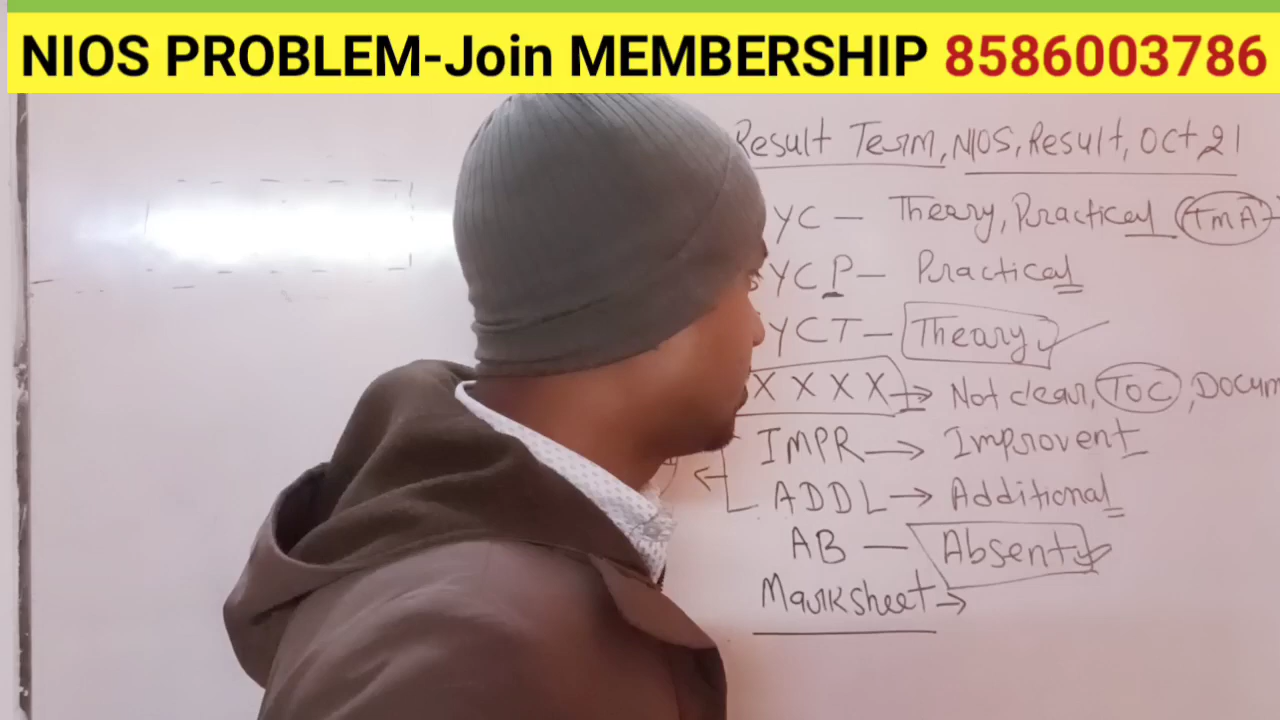 NIOS PROBLEM-Join MEMBERSHIP 8586003786
Result Term, NIOS, Result, Oct 21
YC — Theory, Practical (TMA)
YCP — Practical
YCT — Theory
X X X X → Not clear, TOC, Docum
IMPR → Improvent
ADDL → Additional
AB — Absent
Marksheet →